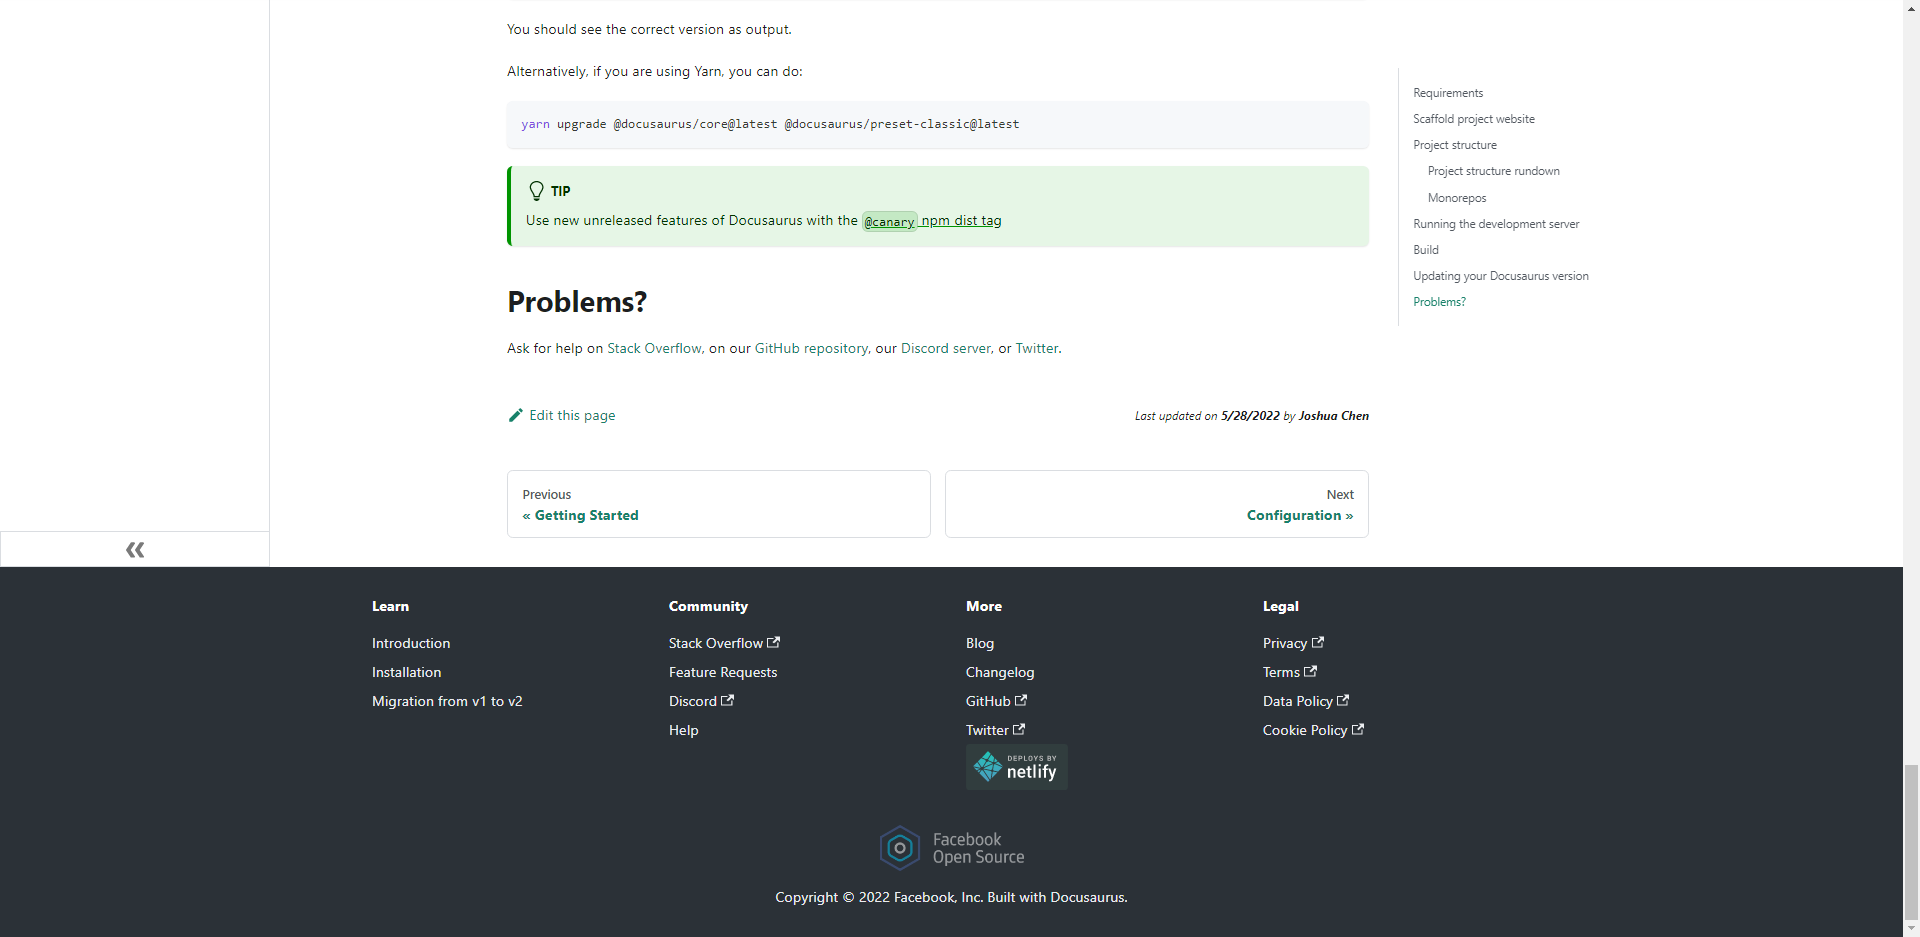 You should see the correct version as output.
Alternatively, if you are using Yarn, you can do:
yarn upgrade @docusaurus/core@latest @docusaurus/preset-classic@latest
TIP
Use new unreleased features of Docusaurus with the @canary npm dist tag
Problems?
Ask for help on Stack Overflow, on our GitHub repository, our Discord server, or Twitter.
Edit this page
Last updated on 5/28/2022 by Joshua Chen
Previous
« Getting Started
Next
Configuration »
Requirements
Scaffold project website
Project structure
Project structure rundown
Monorepos
Running the development server
Build
Updating your Docusaurus version
Problems?
Learn
Introduction
Installation
Migration from v1 to v2
Community
Stack Overflow
Feature Requests
Discord
Help
More
Blog
Changelog
GitHub
Twitter
DEPLOYS BY
netlify
Legal
Privacy
Terms
Data Policy
Cookie Policy
Facebook
Open Source
Copyright © 2022 Facebook, Inc. Built with Docusaurus.